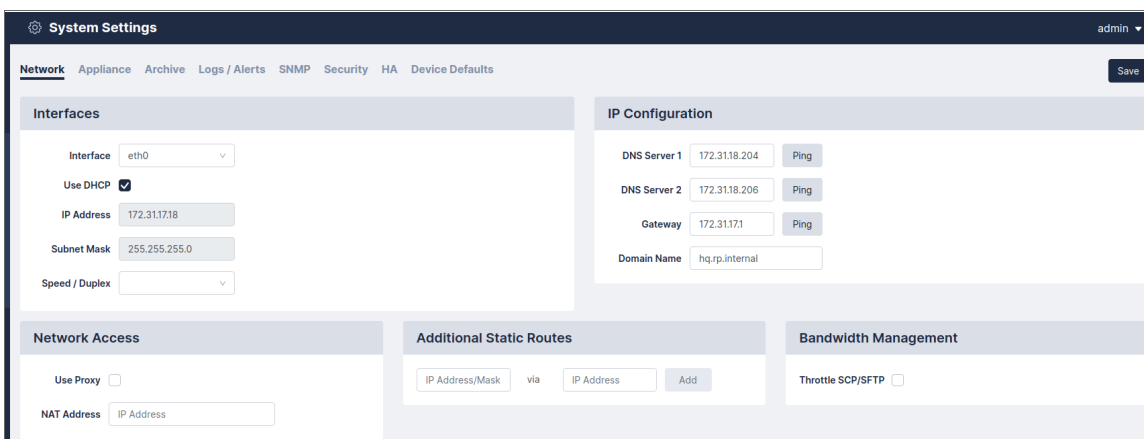 System Settings
admin
Network Appliance Archive Logs / Alerts SNMP Security HA Device Defaults
Save
Interfaces
Interface eth0
Use DHCP
IP Address 172.31.17.18
Subnet Mask 255.255.255.0
Speed / Duplex
IP Configuration
DNS Server 1 172.31.18.204 Ping
DNS Server 2 172.31.18.206 Ping
Gateway 172.31.17.1 Ping
Domain Name hq.rp.internal
Network Access
Use Proxy
NAT Address IP Address
Additional Static Routes
IP Address/Mask via IP Address Add
Bandwidth Management
Throttle SCP/SFTP